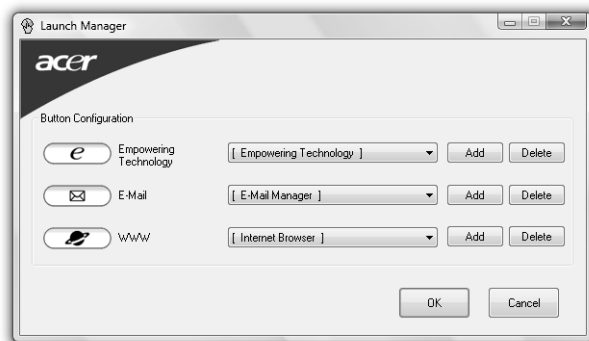 Launch Manager
acer
Button Configuration
e Empowering Technology [ Empowering Technology ] Add Delete
E-Mail [ E-Mail Manager ] Add Delete
WWW [ Internet Browser ] Add Delete
OK Cancel